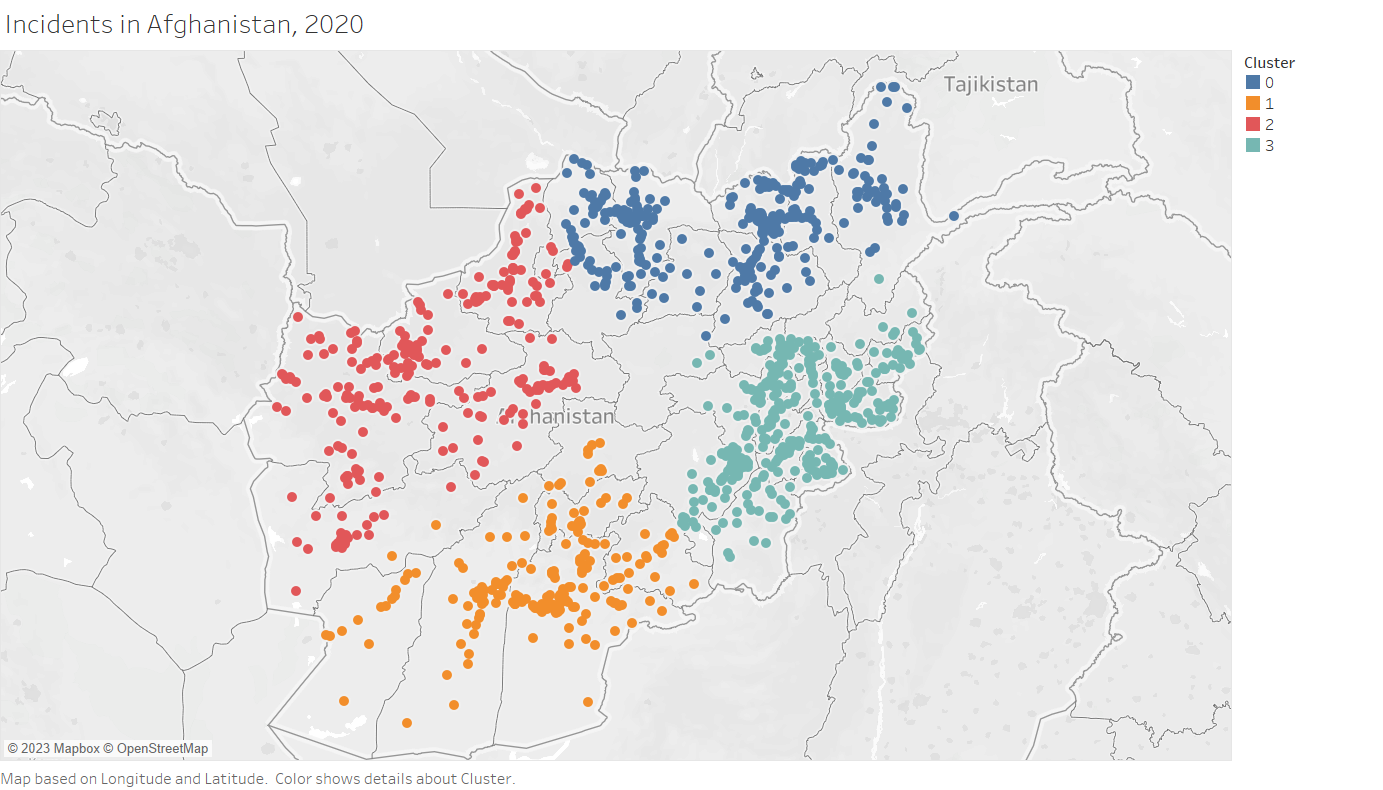 Incidents in Afghanistan, 2020
Cluster
0
1
2
3
Tajikistan
hanistan
© 2023 Mapbox © OpenStreetMap
Map based on Longitude and Latitude.  Color shows details about Cluster.